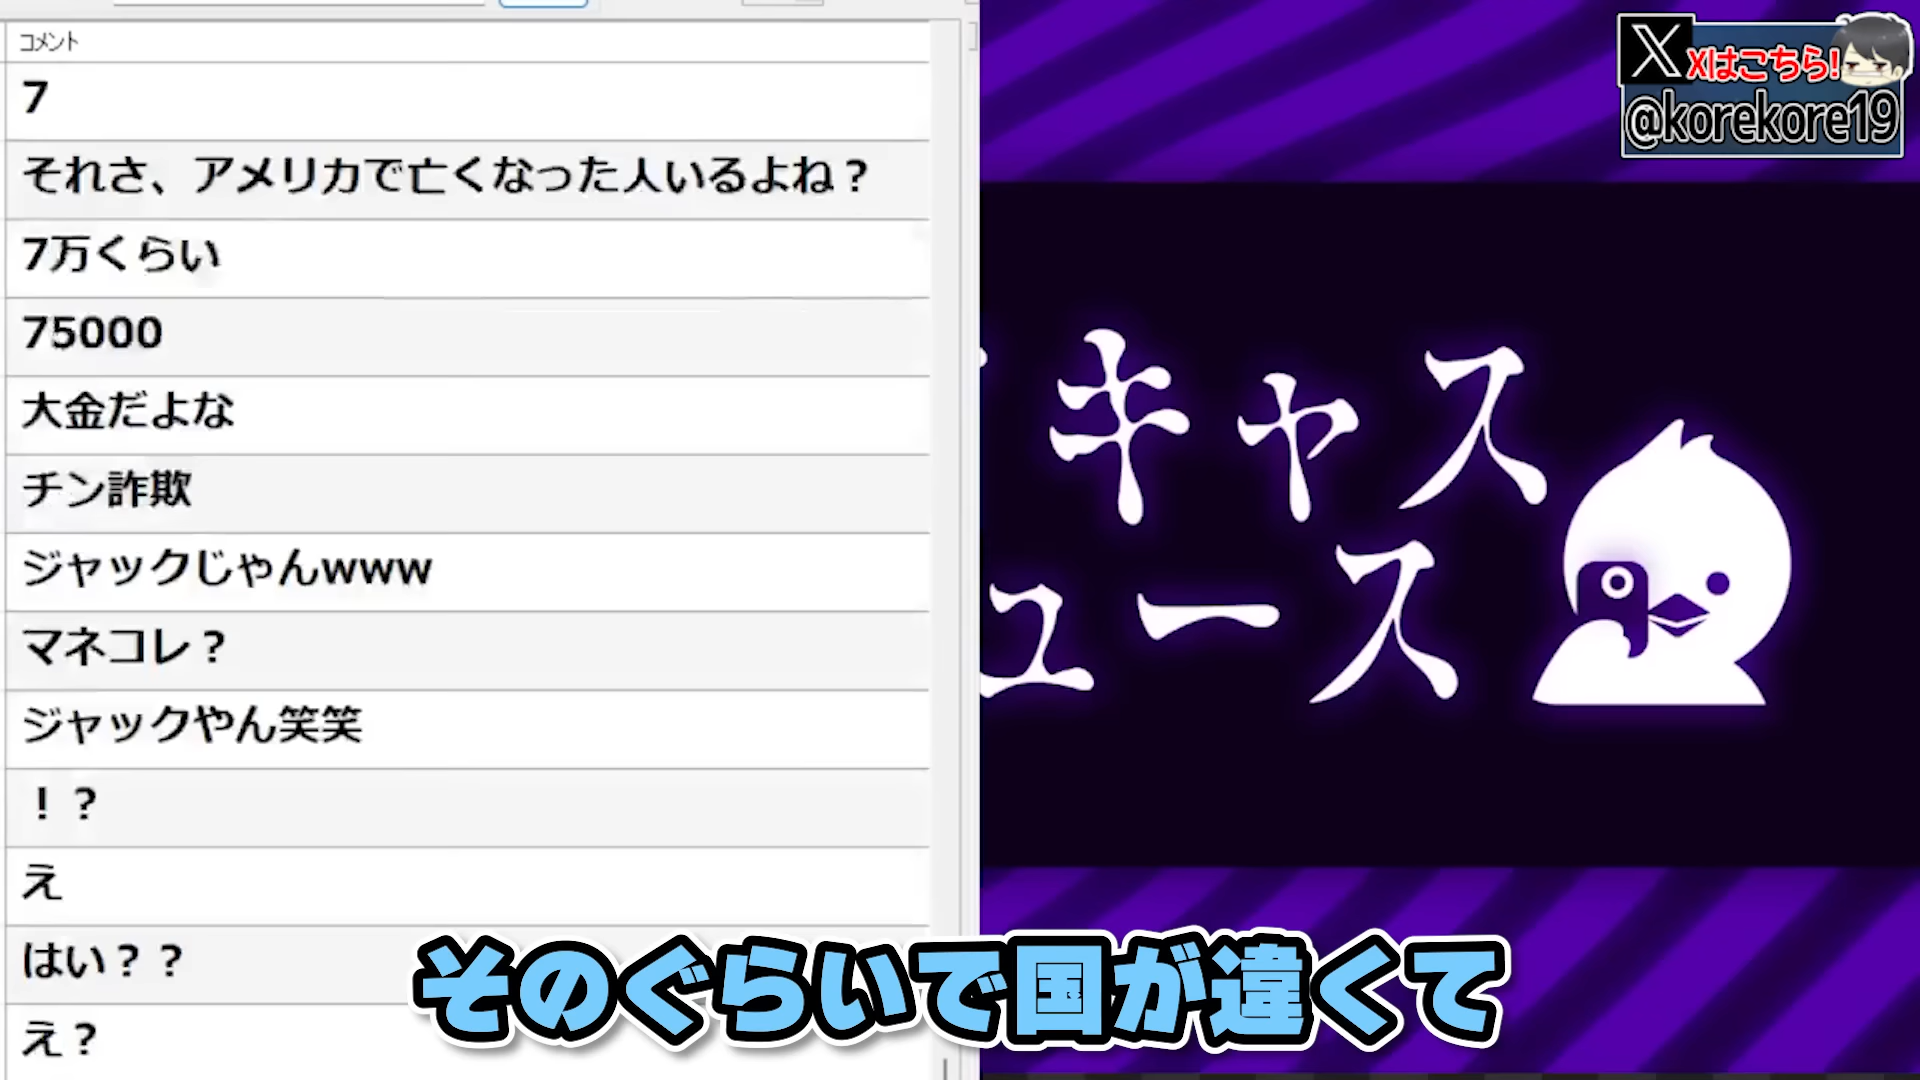 コメント
7
それさ、アメリカで亡くなった人いるよね？
7万くらい
75000
大金だよな
チン詐欺
ジャックじゃんwww
マネコレ？
ジャックやん笑笑
！？
え
はい？？
え？
X Xはこちら!
@korekore19
キャス
ュース
そのぐらいで国が違くて